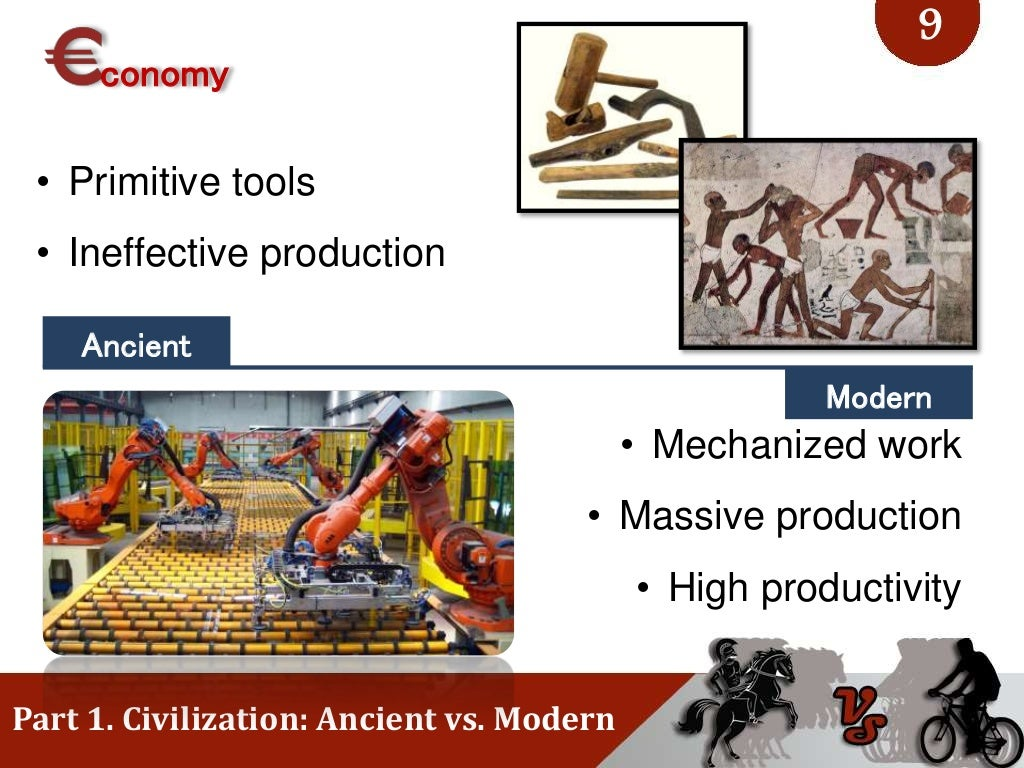 9
€conomy
• Primitive tools
• Ineffective production
Ancient
Modern
• Mechanized work
• Massive production
• High productivity
Part 1. Civilization: Ancient vs. Modern
Vs